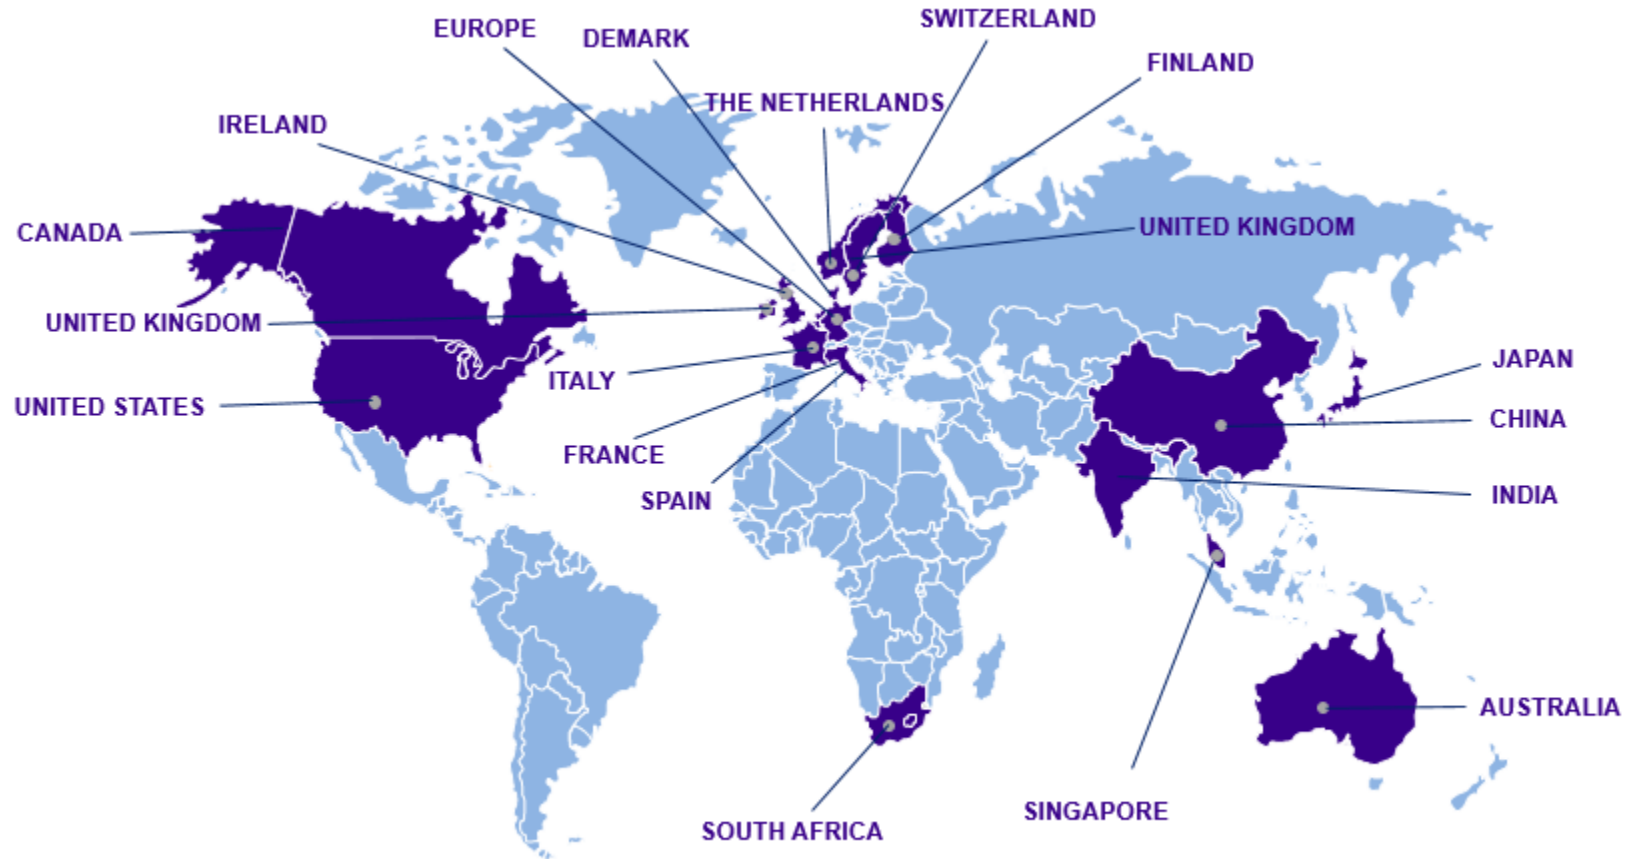 SWITZERLAND
EUROPE
DEMARK
FINLAND
THE NETHERLANDS
IRELAND
CANADA
UNITED KINGDOM
UNITED KINGDOM
JAPAN
ITALY
UNITED STATES
CHINA
FRANCE
SPAIN
INDIA
AUSTRALIA
SINGAPORE
SOUTH AFRICA